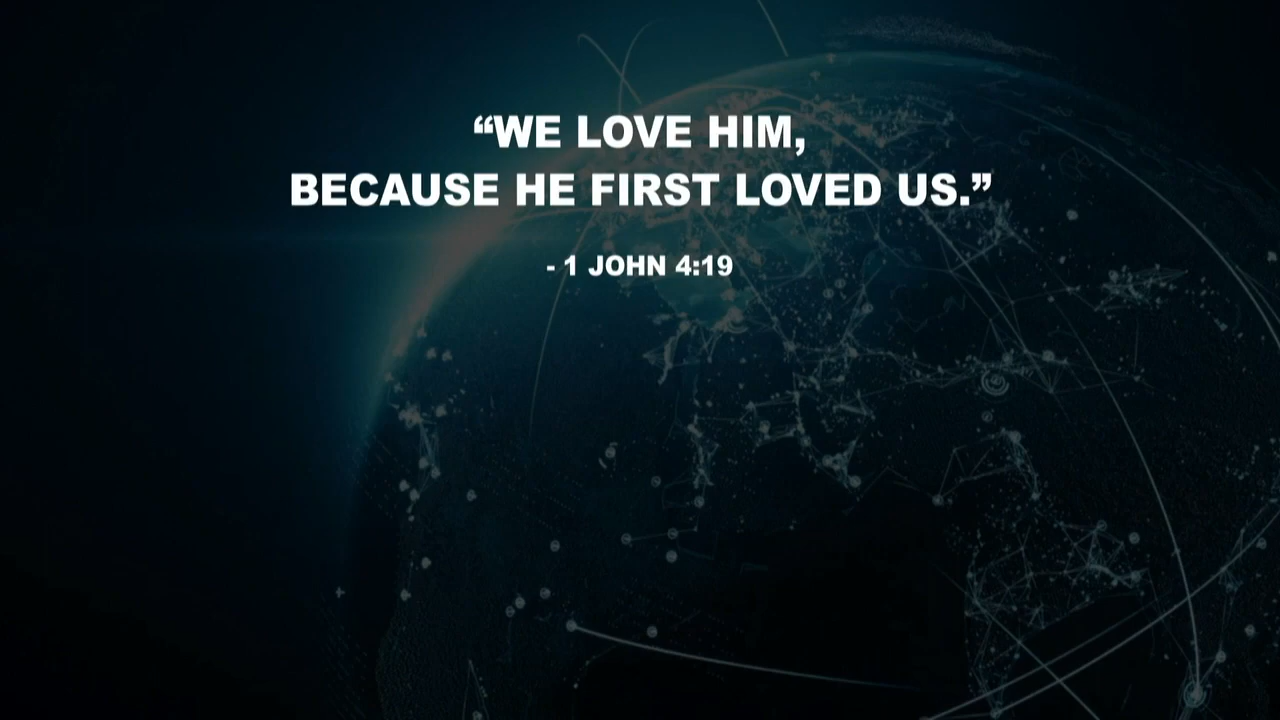 “WE LOVE HIM,
BECAUSE HE FIRST LOVED US.”
- 1 JOHN 4:19